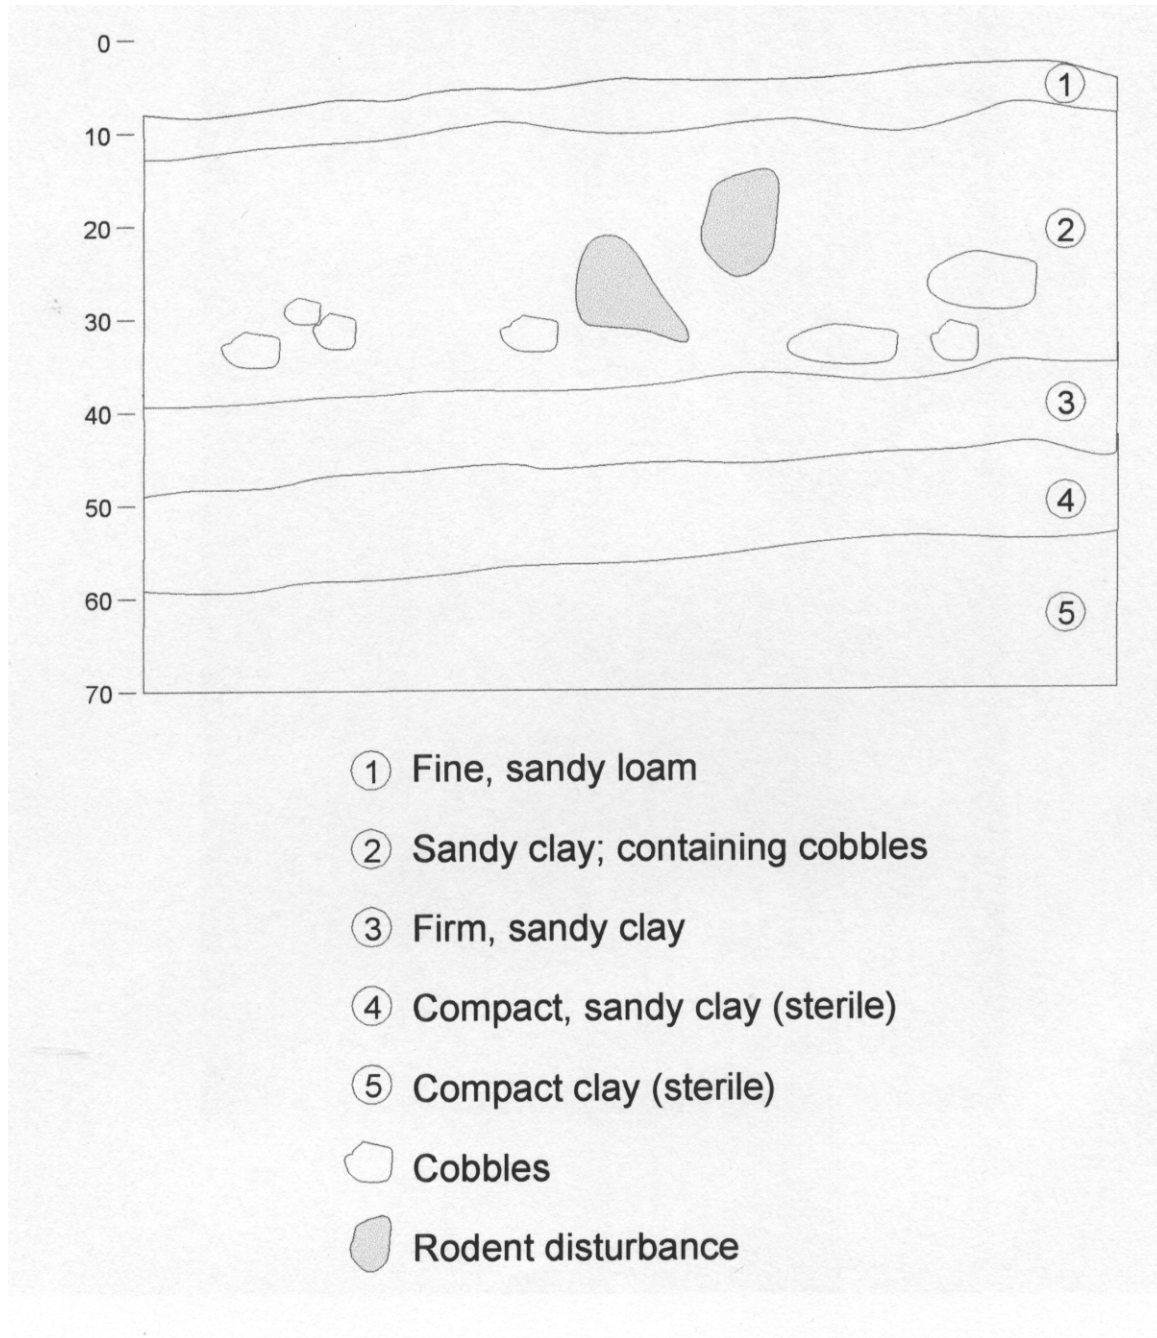 0
10
20
30
40
50
60
70
1
2
3
4
5
1 Fine, sandy loam
2 Sandy clay; containing cobbles
3 Firm, sandy clay
4 Compact, sandy clay (sterile)
5 Compact clay (sterile)
Cobbles
Rodent disturbance